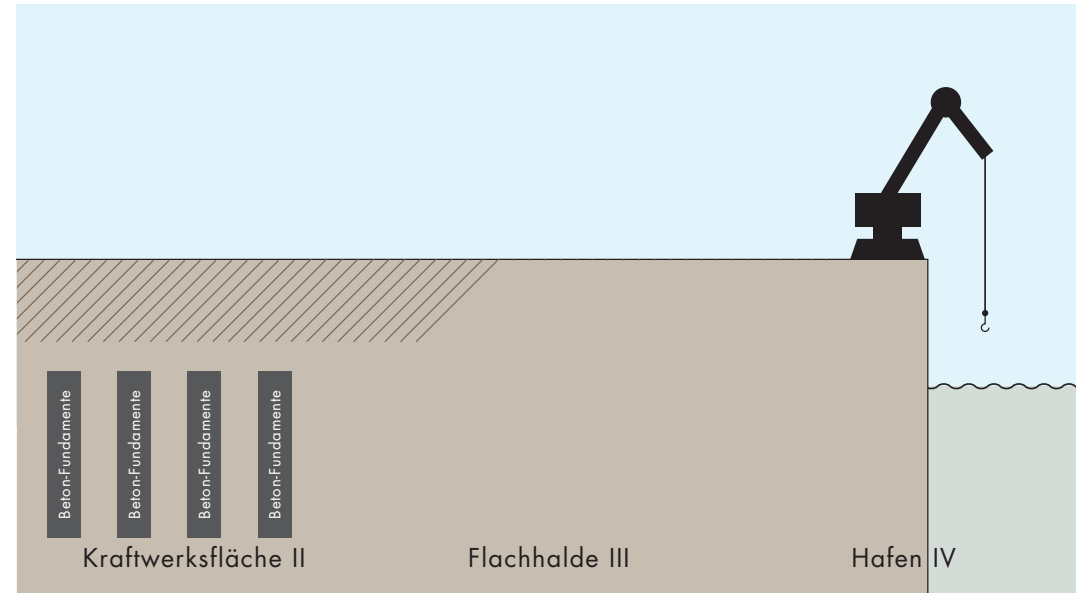 Beton-Fundamente
Beton-Fundamente
Beton-Fundamente
Beton-Fundamente
Kraftwerksfläche II
Flachhalde III
Hafen IV